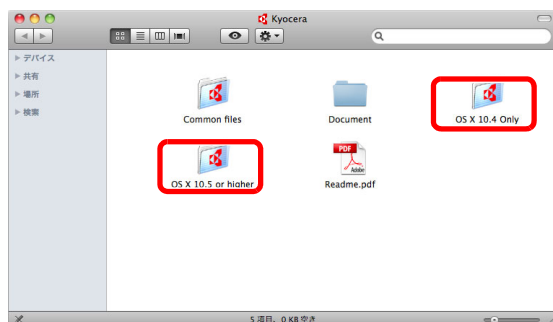 Kyocera
デバイス
共有
場所
検索
Common files
Document
OS X 10.4 Only
PDF
Adobe
OS X 10.5 or higher
Readme.pdf
5 項目、0 KB 空き